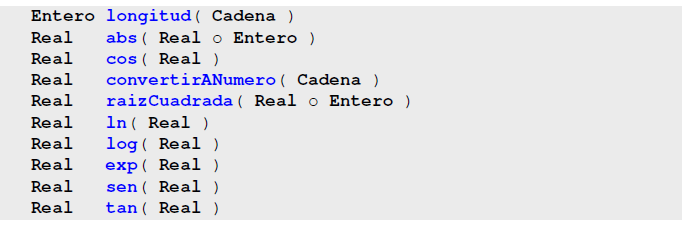 Entero longitud( Cadena )
Real abs( Real o Entero )
Real cos( Real )
Real convertirANumero( Cadena )
Real raizCuadrada( Real o Entero )
Real ln( Real )
Real log( Real )
Real exp( Real )
Real sen( Real )
Real tan( Real )